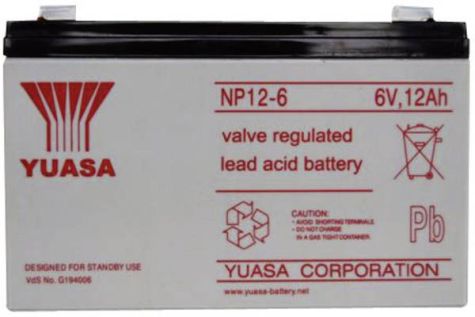 YUASA
NP12-6 6V,12Ah
valve regulated
lead acid battery
CAUTION:
- AVOID SHORTING TERMINALS
- DO NOT CHARGE
IN A GAS TIGHT CONTAINER.
Pb
DESIGNED FOR STANDBY USE
VdS No. G194006
YUASA CORPORATION
www.yuasa-battery.net